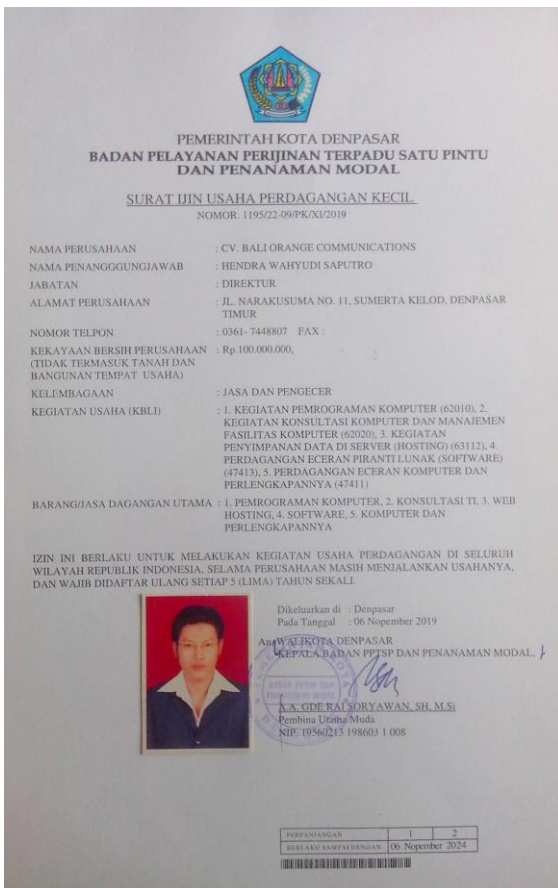 PEMERINTAH KOTA DENPASAR
BADAN PELAYANAN PERIJINAN TERPADU SATU PINTU
DAN PENANAMAN MODAL
SURAT IJIN USAHA PERDAGANGAN KECIL
NOMOR. 1195/22-09/PK/XI/2019
NAMA PERUSAHAAN : CV. BALI ORANGE COMMUNICATIONS
NAMA PENANGGGUNGJAWAB : HENDRA WAHYUDI SAPUTRO
JABATAN : DIREKTUR
ALAMAT PERUSAHAAN : JL. NARAKUSUMA NO. 11, SUMERTA KELOD, DENPASAR
TIMUR
NOMOR TELPON : 0361- 7448807 FAX :
KEKAYAAN BERSIH PERUSAHAAN : Rp.100.000.000,
(TIDAK TERMASUK TANAH DAN
BANGUNAN TEMPAT USAHA)
KELEMBAGAAN : JASA DAN PENGECER
KEGIATAN USAHA (KBLI) : 1. KEGIATAN PEMROGRAMAN KOMPUTER (62010), 2.
KEGIATAN KONSULTASI KOMPUTER DAN MANAJEMEN
FASILITAS KOMPUTER (62020), 3. KEGIATAN
PENYIMPANAN DATA DI SERVER (HOSTING) (63112), 4.
PERDAGANGAN ECERAN PIRANTI LUNAK (SOFTWARE)
(47413), 5. PERDAGANGAN ECERAN KOMPUTER DAN
PERLENGKAPANNYA (47411)
BARANG/JASA DAGANGAN UTAMA : 1. PEMROGRAMAN KOMPUTER, 2. KONSULTASI TI, 3. WEB
HOSTING, 4. SOFTWARE, 5. KOMPUTER DAN
PERLENGKAPANNYA
IZIN INI BERLAKU UNTUK MELAKUKAN KEGIATAN USAHA PERDAGANGAN DI SELURUH
WILAYAH REPUBLIK INDONESIA, SELAMA PERUSAHAAN MASIH MENJALANKAN USAHANYA,
DAN WAJIB DIDAFTAR ULANG SETIAP 5 (LIMA) TAHUN SEKALI.
Dikeluarkan di : Denpasar
Pada Tanggal : 06 Nopember 2019
An. WALIKOTA DENPASAR
KEPALA BADAN PPTSP DAN PENANAMAN MODAL,
A.A. GDE RAI SORYAWAN, SH, M.Si
Pembina Utama Muda
NIP. 19560213 198603 1 008
PERPANJANGAN 1 2
BERLAKU SAMPAI DENGAN 06 Nopember 2024